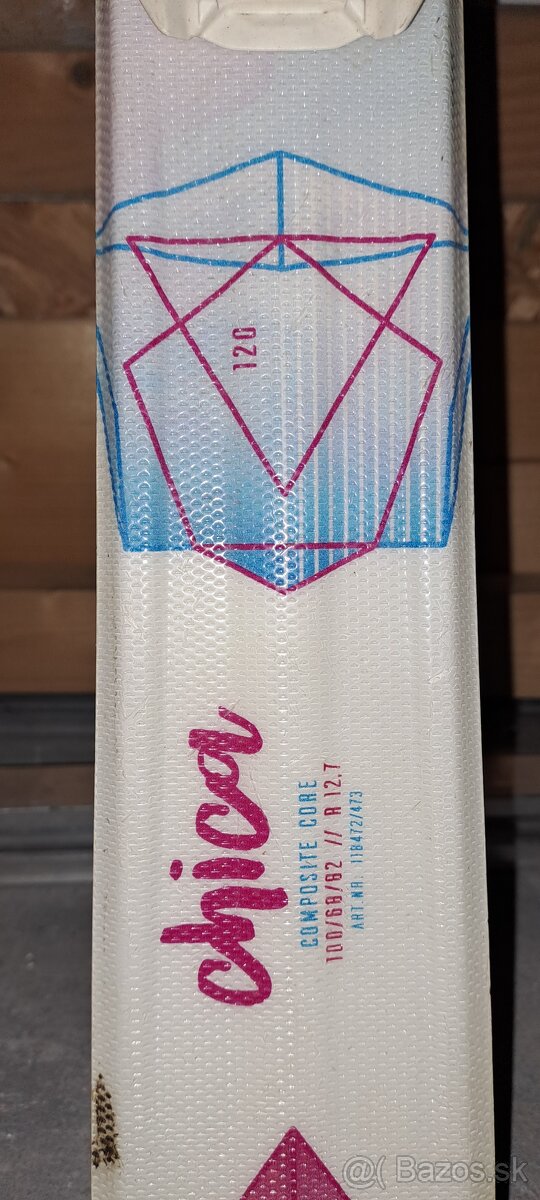 120
chica
COMPOSITE CORE
100/68/82 // R 12.7
ART NR. 118472/473
@( Bazos.sk